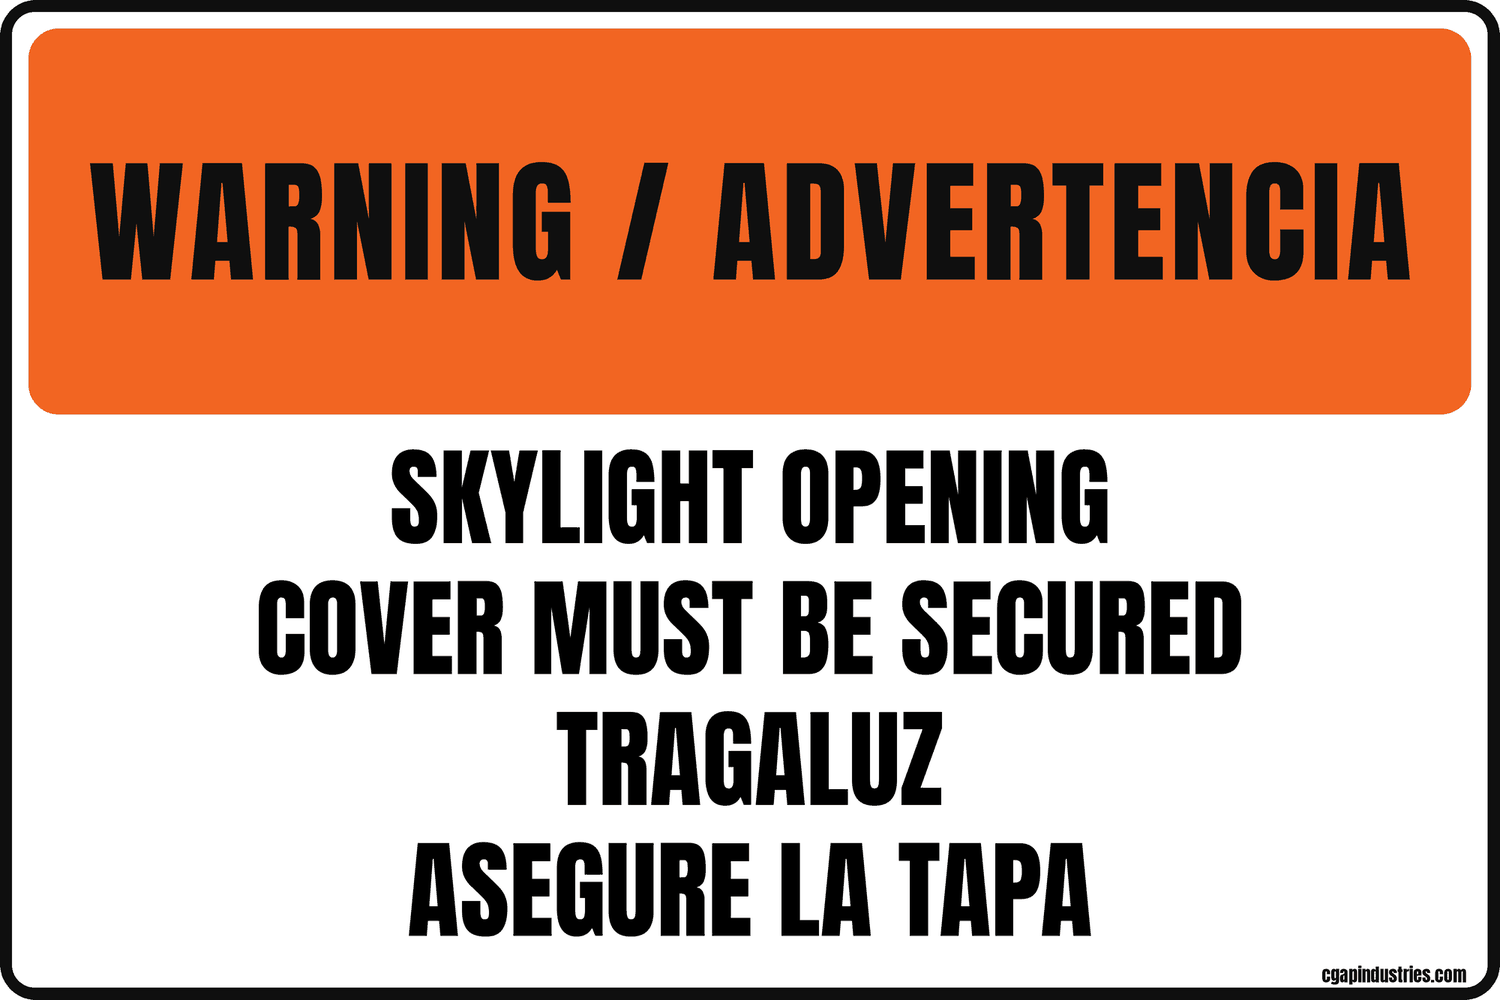 WARNING / ADVERTENCIA
SKYLIGHT OPENING
COVER MUST BE SECURED
TRAGALUZ
ASEGURE LA TAPA
cgapindustries.com